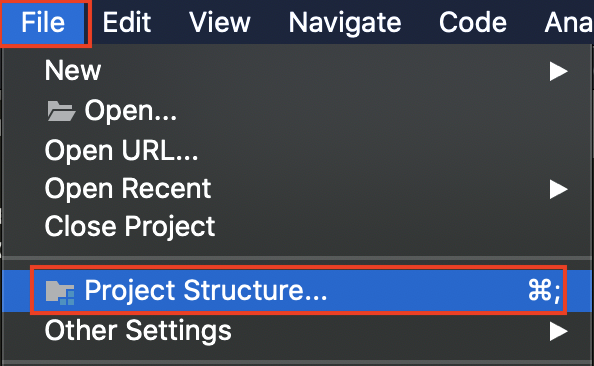 File Edit View Navigate Code Ana
New ▶
Open...
Open URL...
Open Recent ▶
Close Project
Project Structure... ⌘;
Other Settings ▶